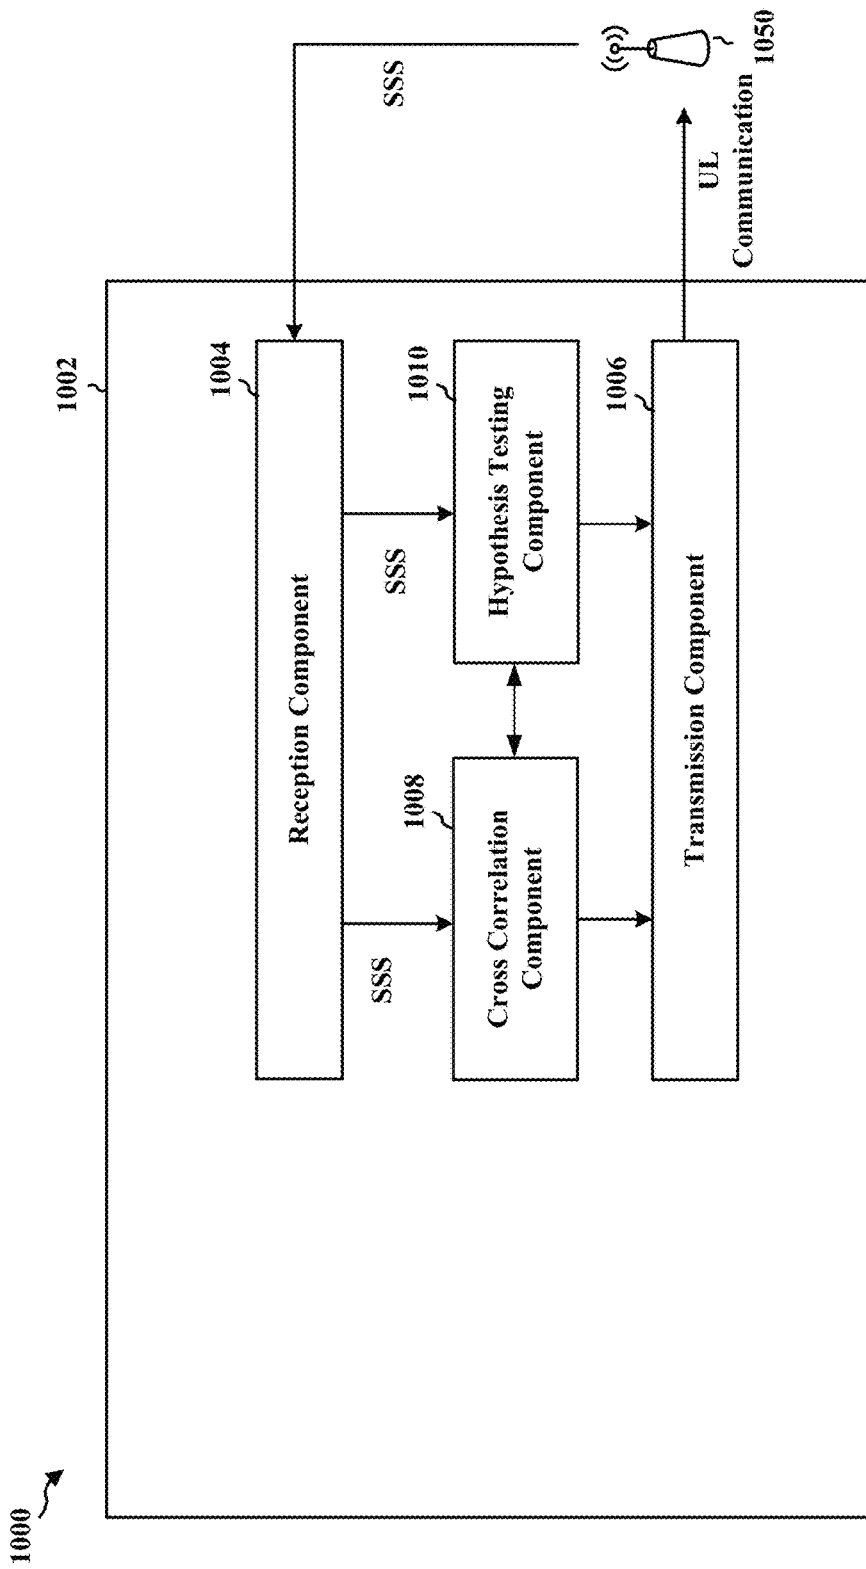 1000
1002
1004
Reception Component
SSS
SSS
SSS
1008
Cross Correlation
Component
1010
Hypothesis Testing
Component
1006
Transmission Component
UL
Communication
1050